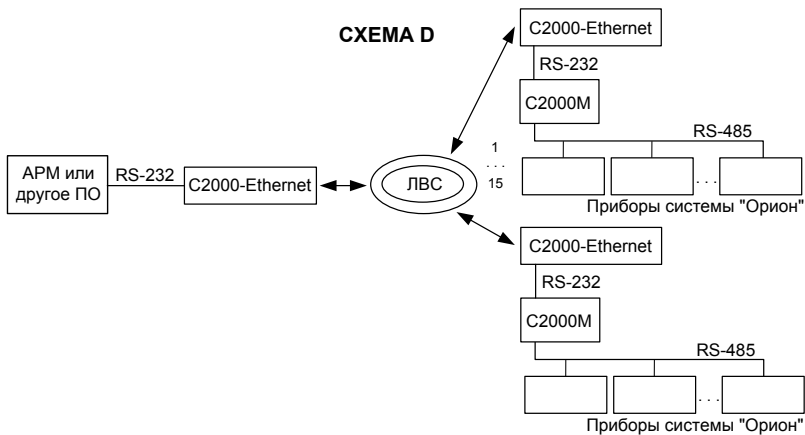 СХЕМА D
С2000-Ethernet
RS-232
С2000М
RS-485
1
. . .
15
. . .
Приборы системы "Орион"
АРМ или
другое ПО
RS-232
С2000-Ethernet
ЛВС
С2000-Ethernet
RS-232
С2000М
RS-485
. . .
Приборы системы "Орион"